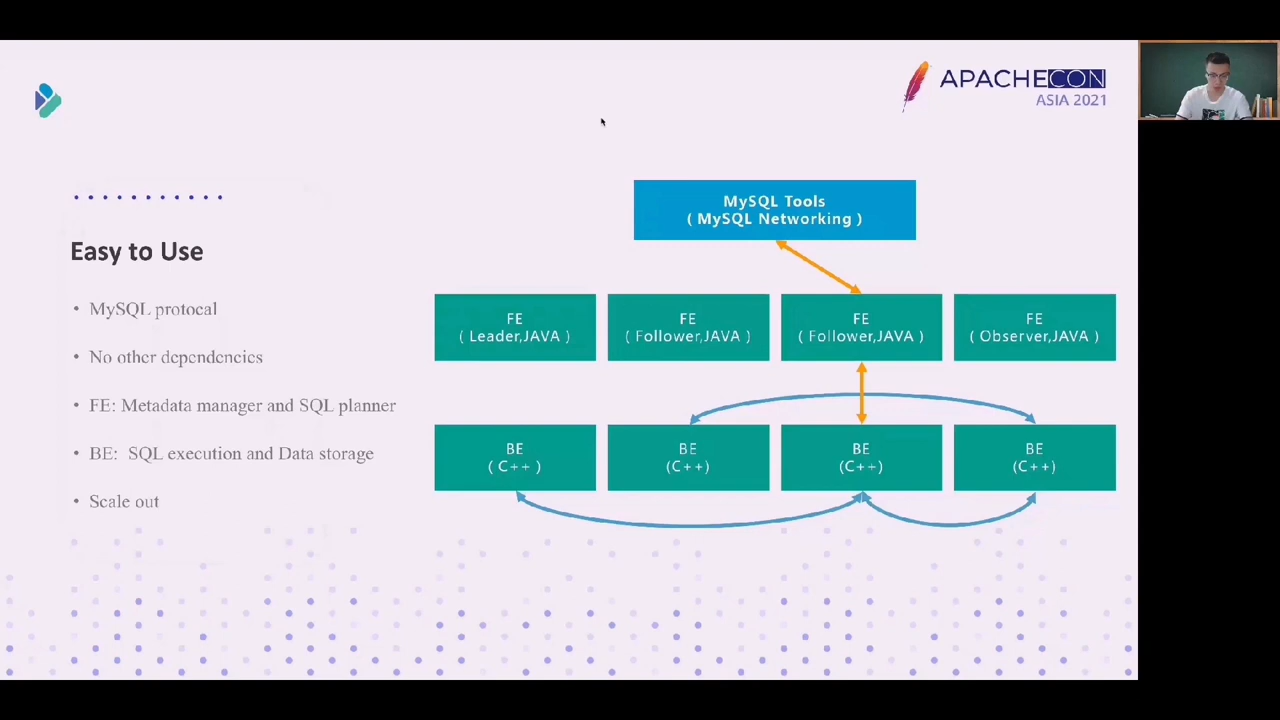 APACHECON
ASIA 2021
Easy to Use
• MySQL protocal
• No other dependencies
• FE: Metadata manager and SQL planner
• BE: SQL execution and Data storage
• Scale out
MySQL Tools
( MySQL Networking )
FE
( Leader,JAVA )
FE
( Follower,JAVA )
FE
( Follower,JAVA )
FE
( Observer,JAVA )
BE
( C++ )
BE
(C++)
BE
(C++)
BE
(C++)